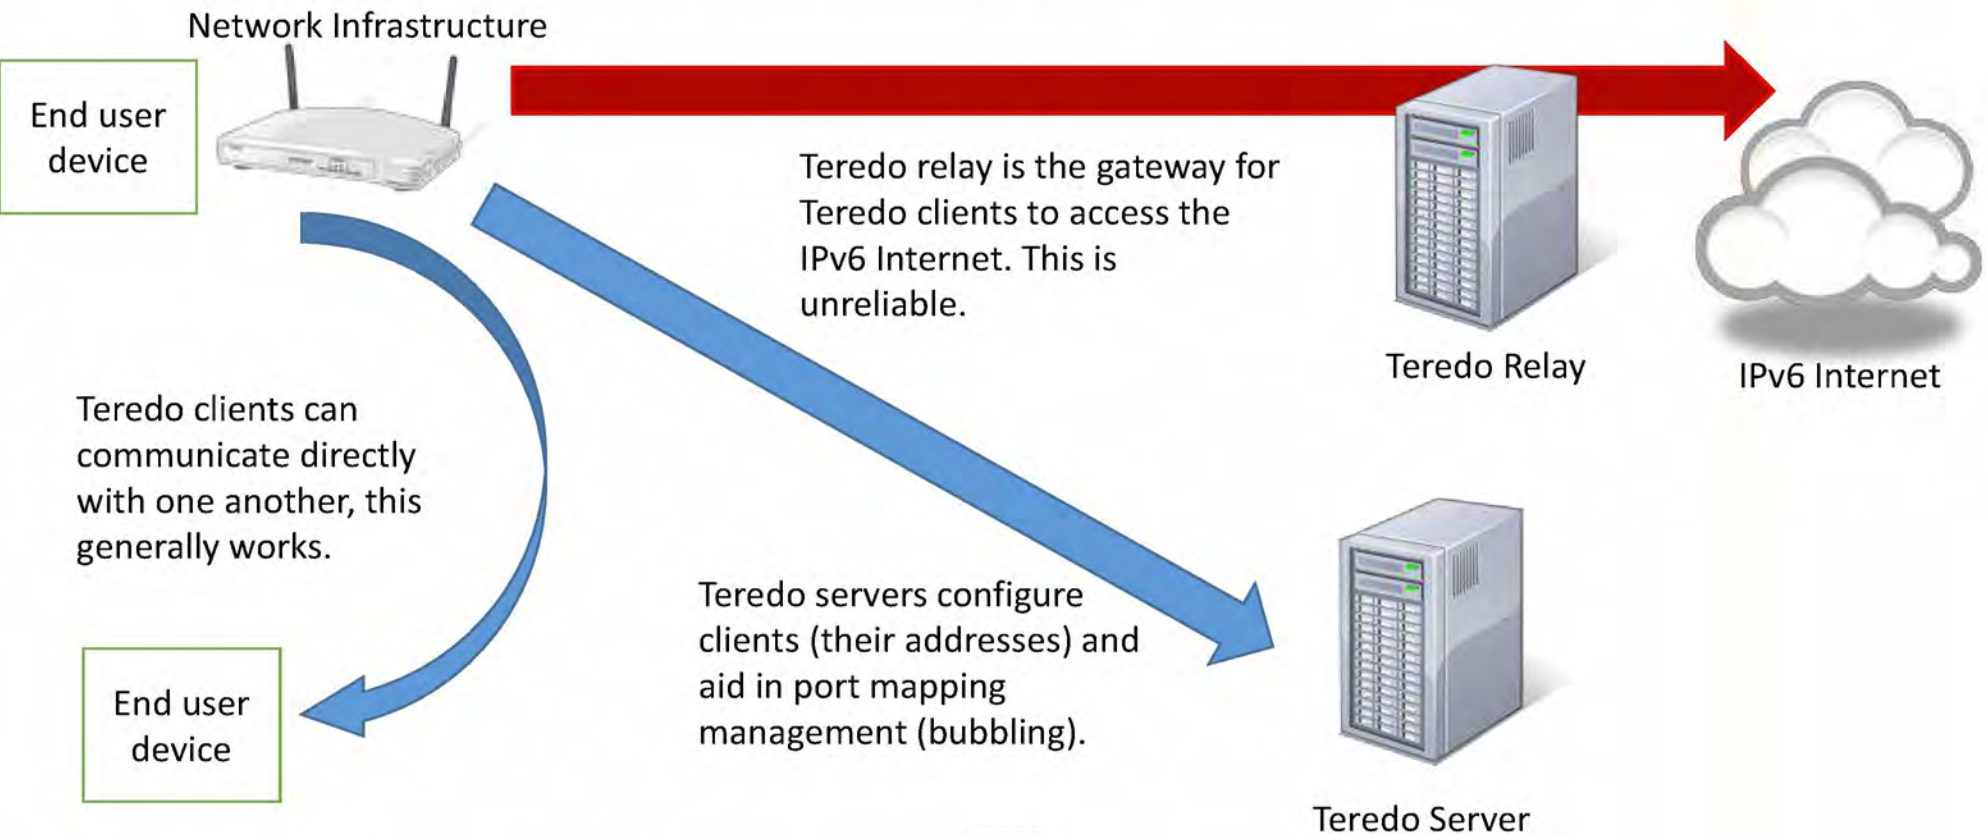 Network Infrastructure
End user
device
Teredo relay is the gateway for
Teredo clients to access the
IPv6 Internet. This is
unreliable.
Teredo Relay
IPv6 Internet
Teredo clients can
communicate directly
with one another, this
generally works.
Teredo servers configure
clients (their addresses) and
aid in port mapping
management (bubbling).
End user
device
Teredo Server